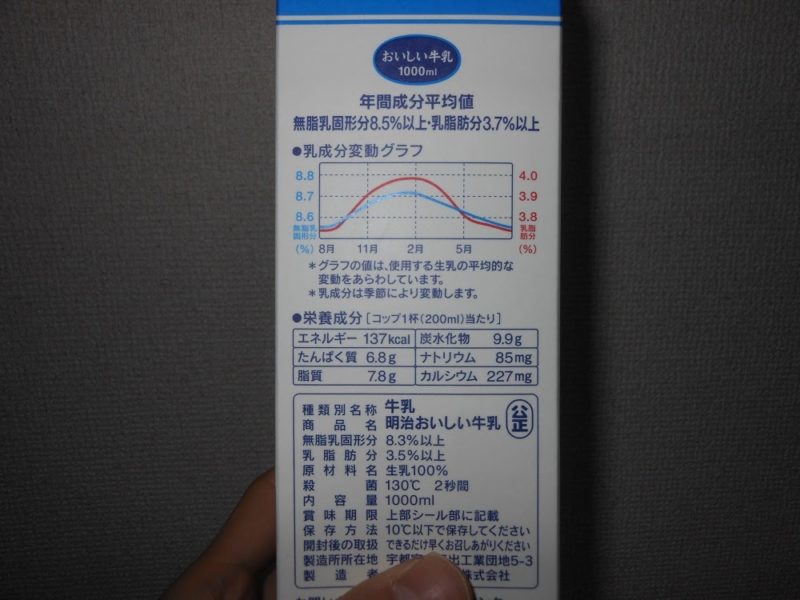 おいしい牛乳
1000ml
年間成分平均値
無脂乳固形分8.5%以上・乳脂肪分3.7%以上
●乳成分変動グラフ
8.8 4.0
8.7 3.9
8.6 3.8
無脂乳固形分 乳脂肪分
(%) 8月 11月 2月 5月 (%)
＊グラフの値は、使用する生乳の平均的な
変動をあらわしています。
＊乳成分は季節により変動します。
●栄養成分［コップ1杯(200ml)当たり］
エネルギー 137kcal 炭水化物 9.9g
たんぱく質 6.8g ナトリウム 85mg
脂質 7.8g カルシウム 227mg
種類別名称 牛乳
商品名 明治おいしい牛乳 公正
無脂乳固形分 8.3%以上
乳脂肪分 3.5%以上
原材料名 生乳100%
殺菌 130℃ 2秒間
内容量 1000ml
賞味期限 上部シール部に記載
保存方法 10℃以下で保存してください
開封後の取扱 できるだけ早くお召しあがりください
製造所所在地 宇都 出工業団地5-3
製造者 株式会社